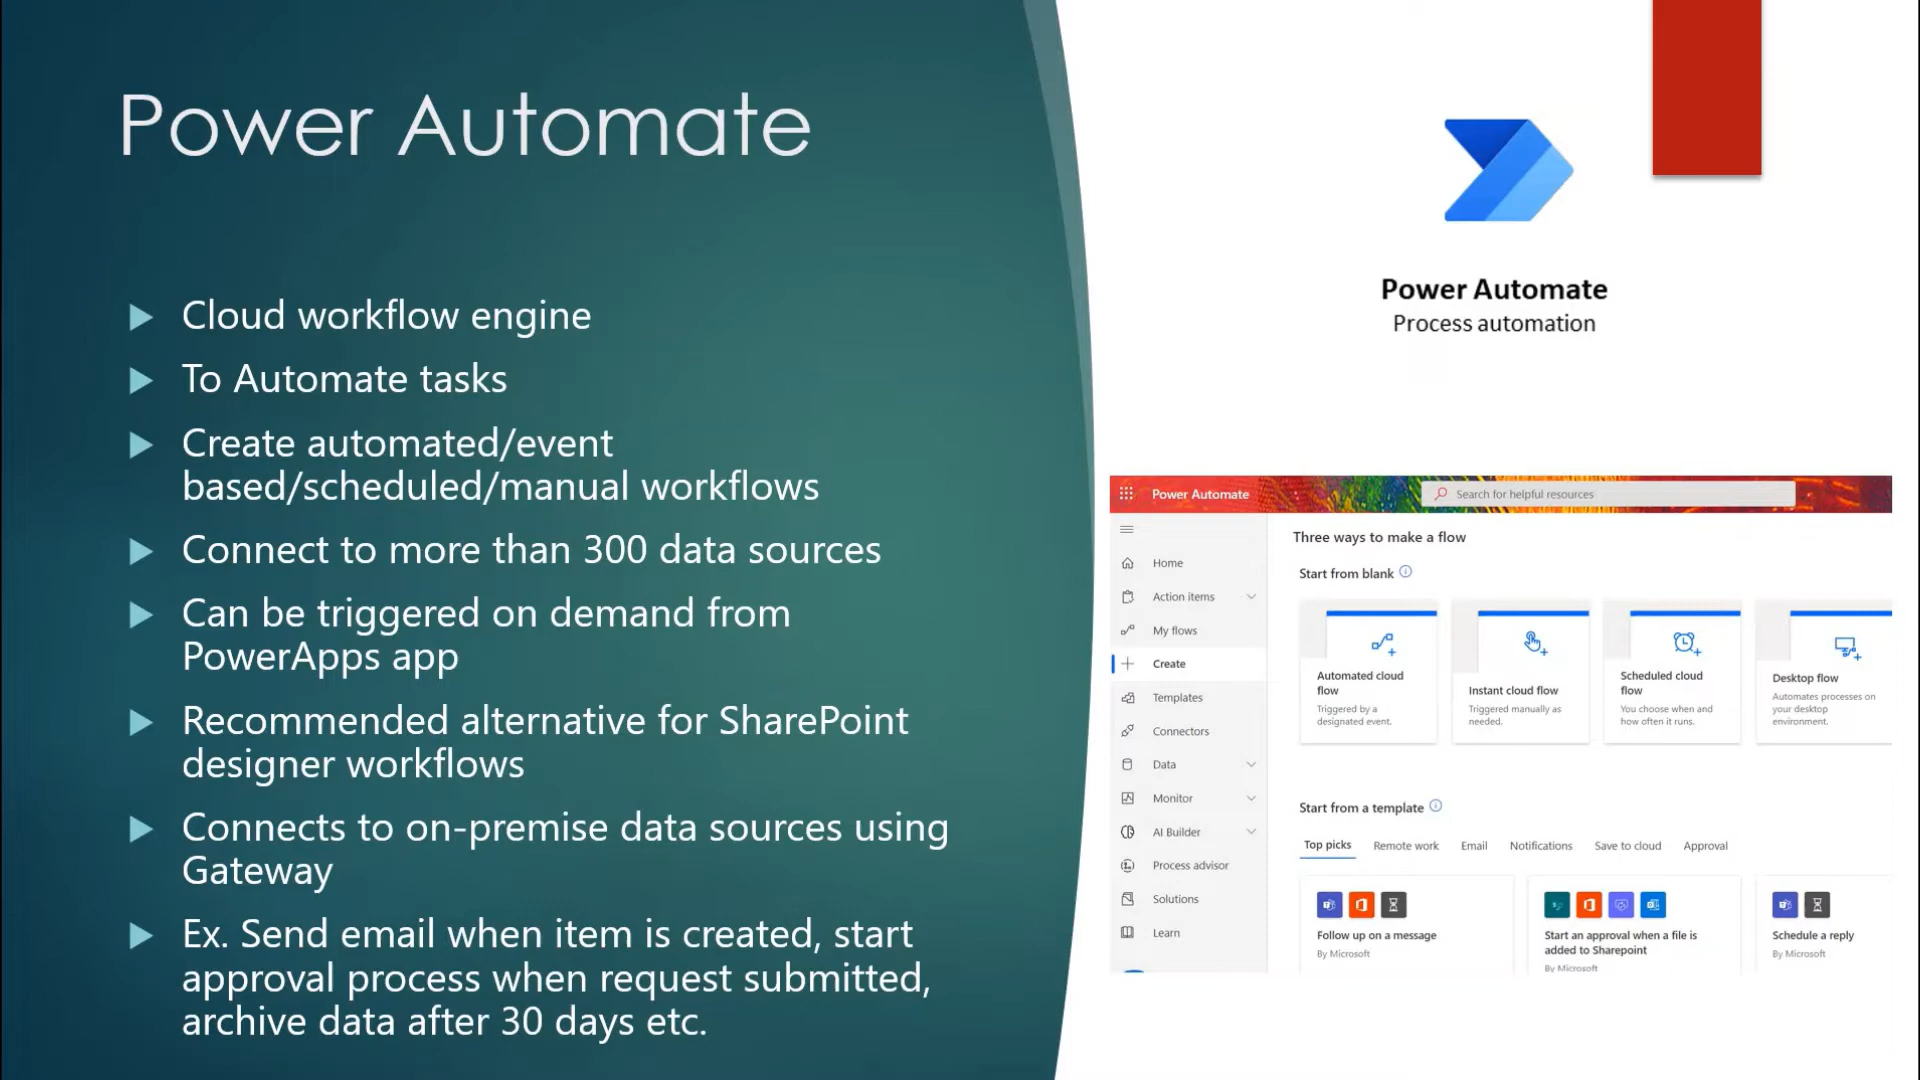 Power Automate
Cloud workflow engine
To Automate tasks
Create automated/event
based/scheduled/manual workflows
Connect to more than 300 data sources
Can be triggered on demand from
PowerApps app
Recommended alternative for SharePoint
designer workflows
Connects to on-premise data sources using
Gateway
Ex. Send email when item is created, start
approval process when request submitted,
archive data after 30 days etc.
Power Automate
Process automation
Power Automate
Search for helpful resources
Home
Action items
My flows
Create
Templates
Connectors
Data
Monitor
AI Builder
Process advisor
Solutions
Learn
Three ways to make a flow
Start from blank
Automated cloud
flow
Triggered by a
designated event.
Instant cloud flow
Triggered manually as
needed.
Scheduled cloud
flow
You choose when and
how often it runs.
Desktop flow
Automates processes on
your desktop
environment.
Start from a template
Top picks
Remote work
Email
Notifications
Save to cloud
Approval
Follow up on a message
By Microsoft
Start an approval when a file is
added to Sharepoint
By Microsoft
Schedule a reply
By Microsoft